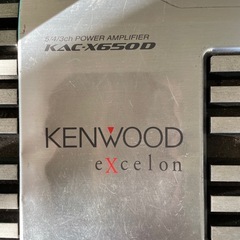 5/4/3ch POWER AMPLIFIER
KAC-X650D
KENWOOD
eXcelon